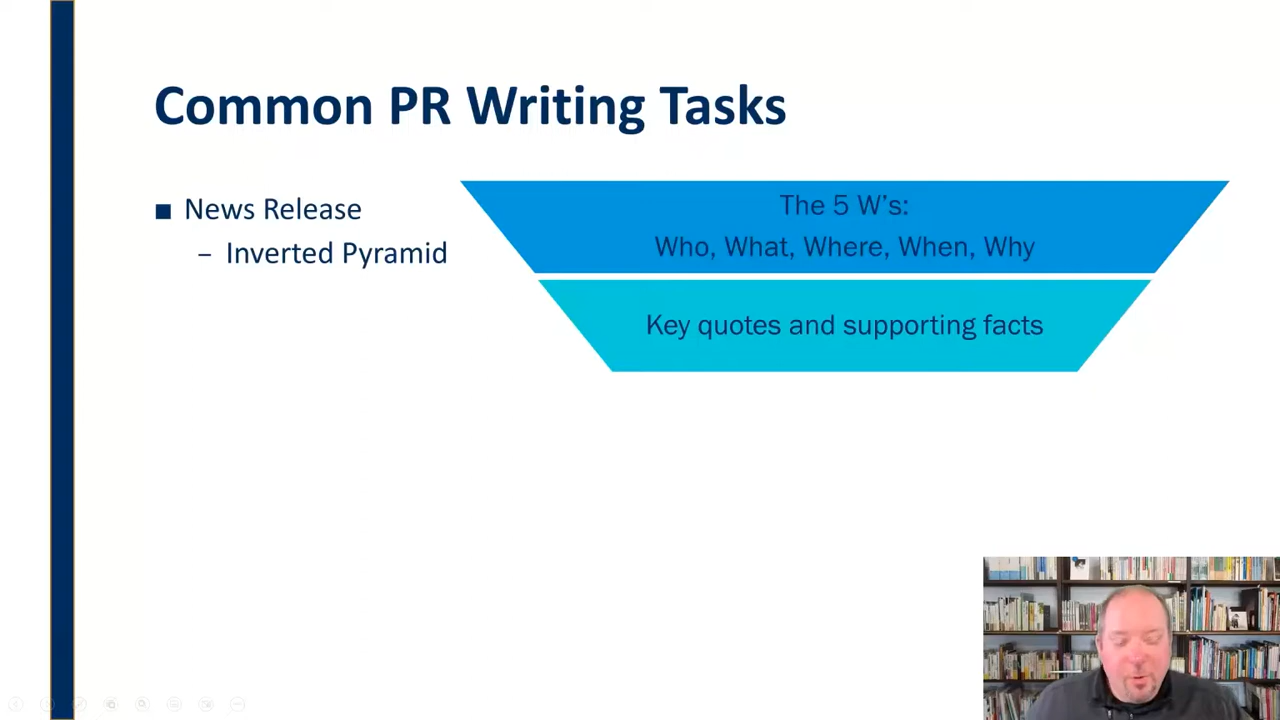 Common PR Writing Tasks
■ News Release
– Inverted Pyramid
The 5 W's:
Who, What, Where, When, Why
Key quotes and supporting facts